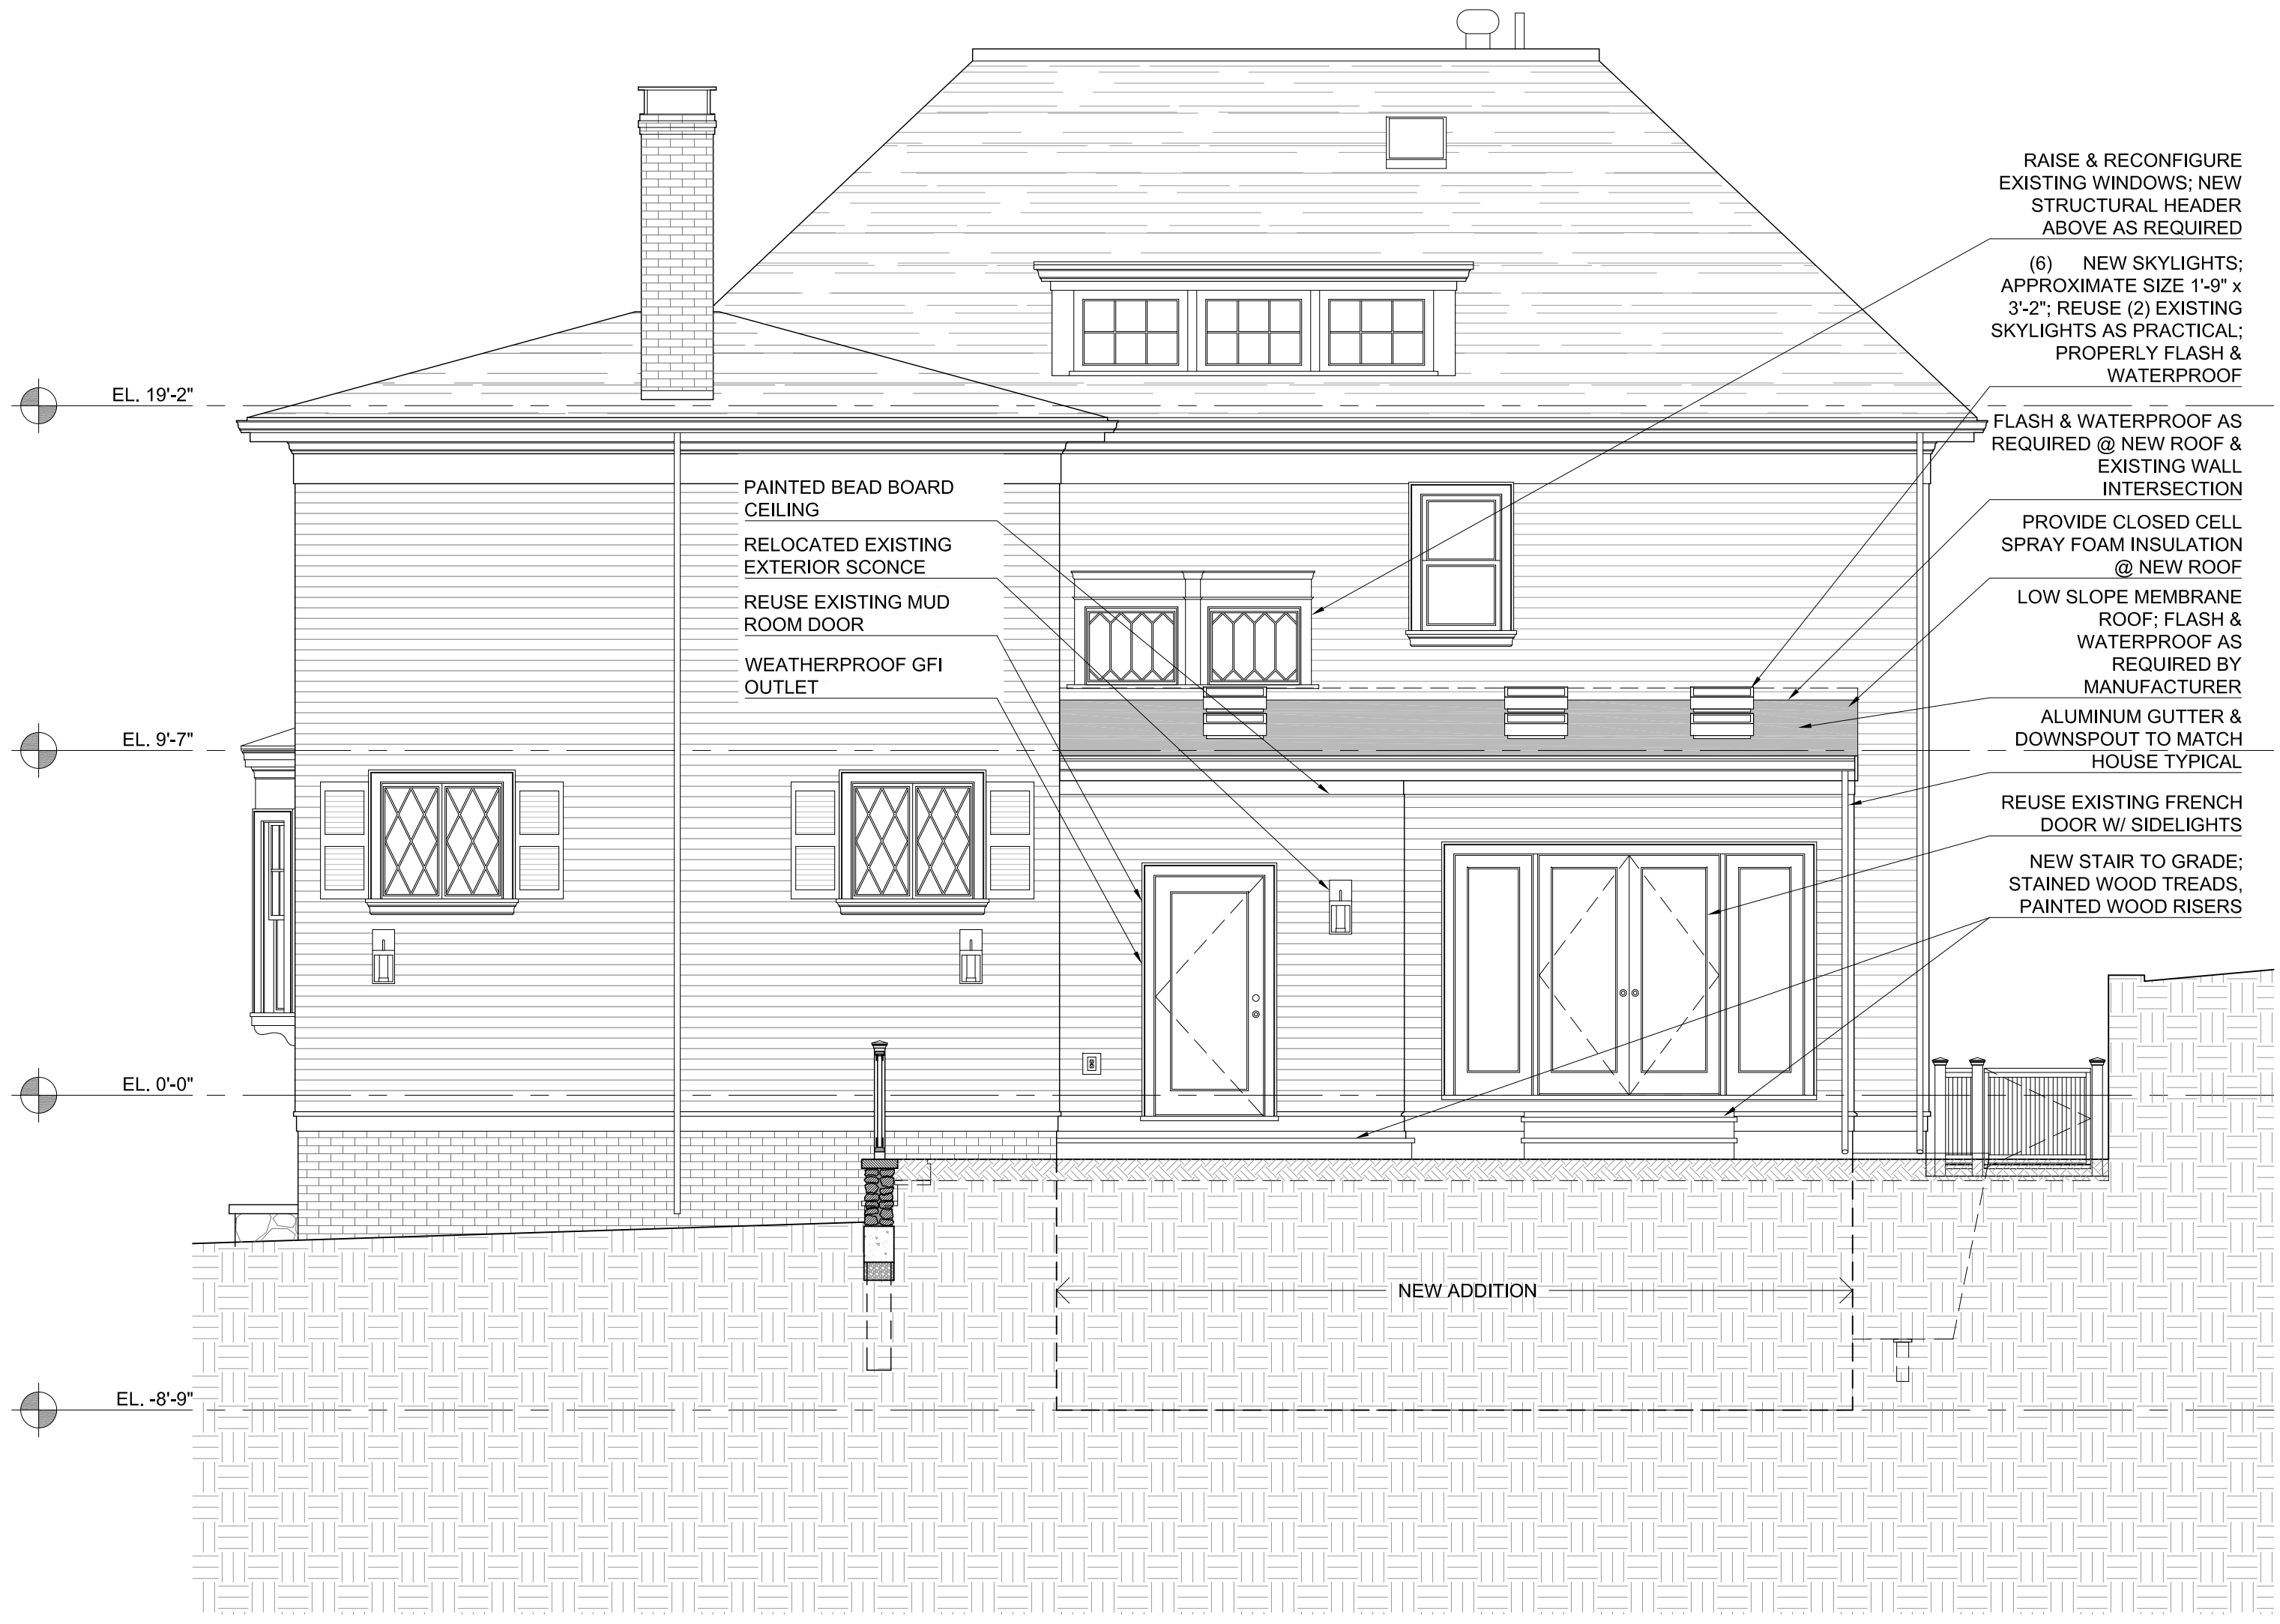 RAISE & RECONFIGURE
EXISTING WINDOWS; NEW
STRUCTURAL HEADER
ABOVE AS REQUIRED
(6) NEW SKYLIGHTS;
APPROXIMATE SIZE 1'-9" x
3'-2"; REUSE (2) EXISTING
SKYLIGHTS AS PRACTICAL;
PROPERLY FLASH &
WATERPROOF
EL. 19'-2"
FLASH & WATERPROOF AS
REQUIRED @ NEW ROOF &
EXISTING WALL
INTERSECTION
PAINTED BEAD BOARD
CEILING
RELOCATED EXISTING
EXTERIOR SCONCE
REUSE EXISTING MUD
ROOM DOOR
WEATHERPROOF GFI
OUTLET
PROVIDE CLOSED CELL
SPRAY FOAM INSULATION
@ NEW ROOF
LOW SLOPE MEMBRANE
ROOF; FLASH &
WATERPROOF AS
REQUIRED BY
MANUFACTURER
EL. 9'-7"
ALUMINUM GUTTER &
DOWNSPOUT TO MATCH
HOUSE TYPICAL
REUSE EXISTING FRENCH
DOOR W/ SIDELIGHTS
NEW STAIR TO GRADE;
STAINED WOOD TREADS,
PAINTED WOOD RISERS
EL. 0'-0"
NEW ADDITION
EL. -8'-9"